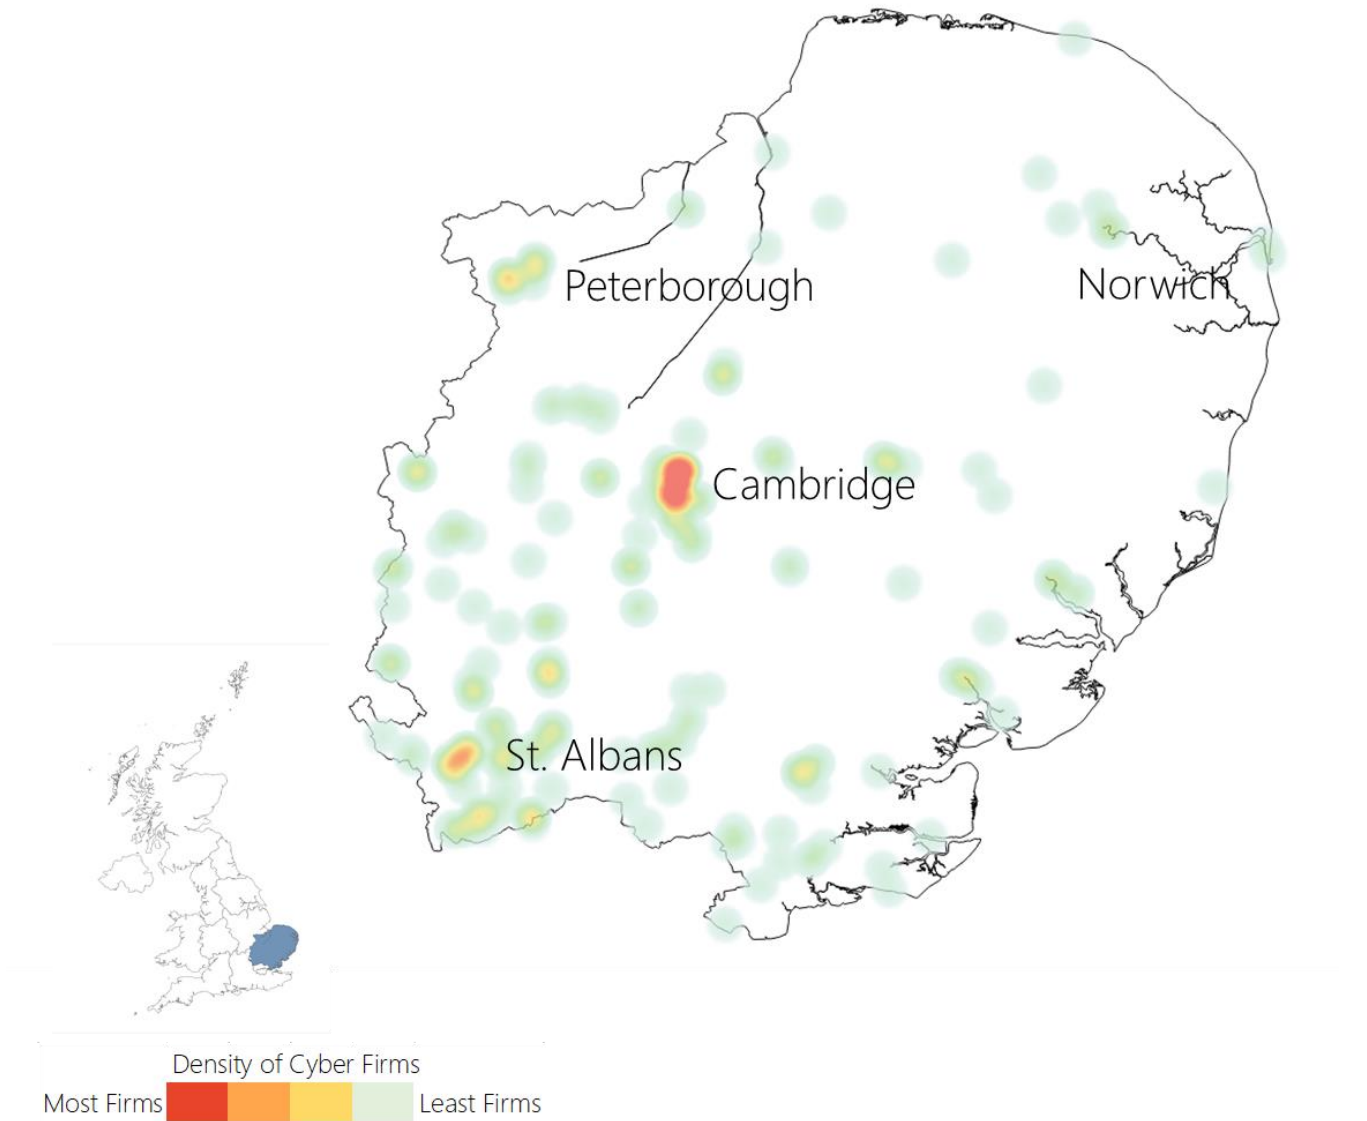 Peterborough
Norwich
Cambridge
St. Albans
Density of Cyber Firms
Most Firms
Least Firms